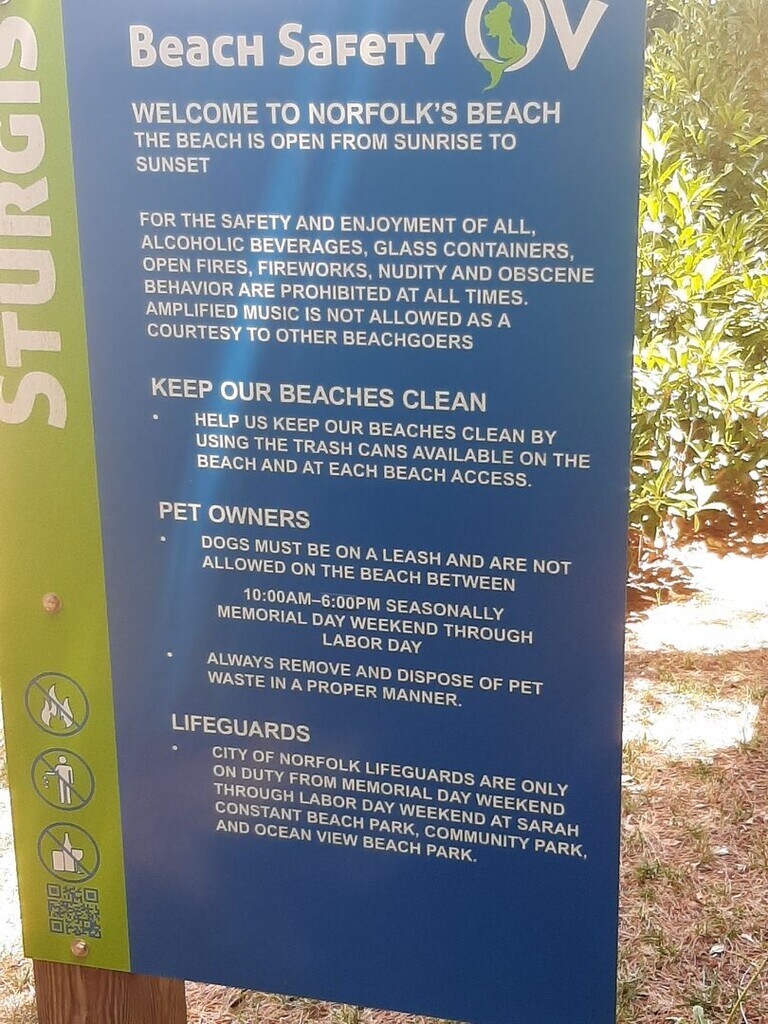 STURGIS
BEACH SAFETY OV
WELCOME TO NORFOLK'S BEACH
THE BEACH IS OPEN FROM SUNRISE TO
SUNSET
FOR THE SAFETY AND ENJOYMENT OF ALL,
ALCOHOLIC BEVERAGES, GLASS CONTAINERS,
OPEN FIRES, FIREWORKS, NUDITY AND OBSCENE
BEHAVIOR ARE PROHIBITED AT ALL TIMES.
AMPLIFIED MUSIC IS NOT ALLOWED AS A
COURTESY TO OTHER BEACHGOERS
KEEP OUR BEACHES CLEAN
• HELP US KEEP OUR BEACHES CLEAN BY
USING THE TRASH CANS AVAILABLE ON THE
BEACH AND AT EACH BEACH ACCESS.
PET OWNERS
• DOGS MUST BE ON A LEASH AND ARE NOT
ALLOWED ON THE BEACH BETWEEN
10:00AM–6:00PM SEASONALLY
MEMORIAL DAY WEEKEND THROUGH
LABOR DAY
• ALWAYS REMOVE AND DISPOSE OF PET
WASTE IN A PROPER MANNER.
LIFEGUARDS
• CITY OF NORFOLK LIFEGUARDS ARE ONLY
ON DUTY FROM MEMORIAL DAY WEEKEND
THROUGH LABOR DAY WEEKEND AT SARAH
CONSTANT BEACH PARK, COMMUNITY PARK,
AND OCEAN VIEW BEACH PARK.